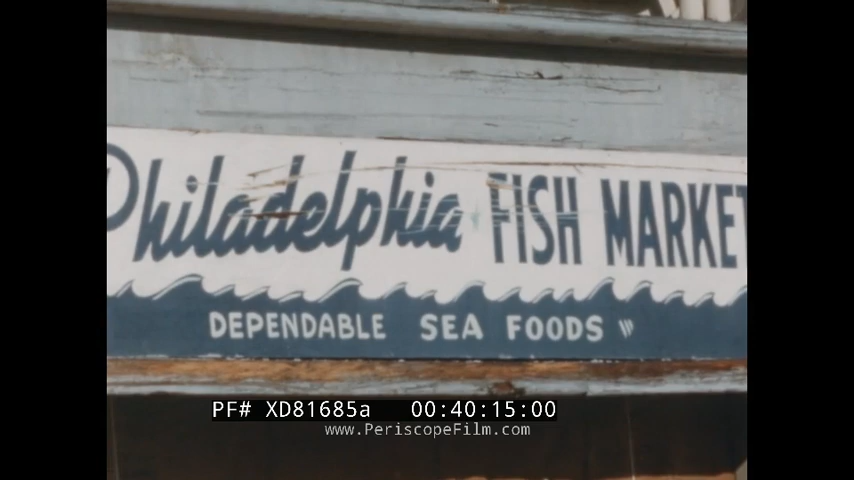 Philadelphia FISH MARKET
DEPENDABLE SEA FOODS
PF# XD81685a 00:40:15:00
www.PeriscopeFilm.com